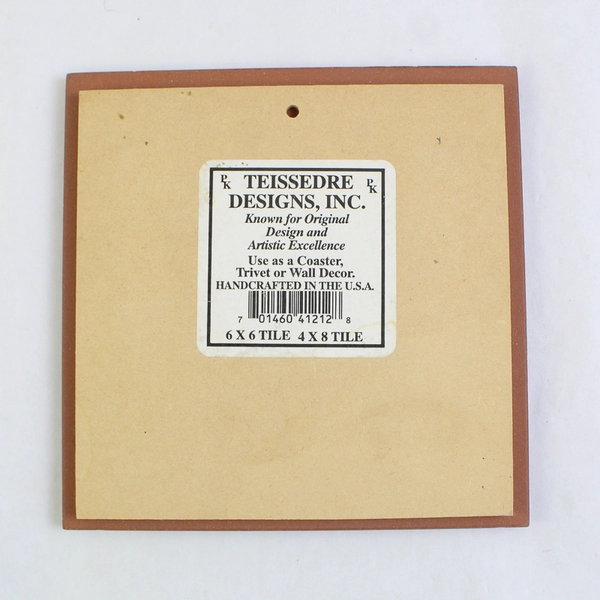 PK TEISSEDRE PK
DESIGNS, INC.
Known for Original
Design and
Artistic Excellence
Use as a Coaster,
Trivet or Wall Decor.
HANDCRAFTED IN THE U.S.A.
7 01460 41212 8
6 X 6 TILE 4 X 8 TILE